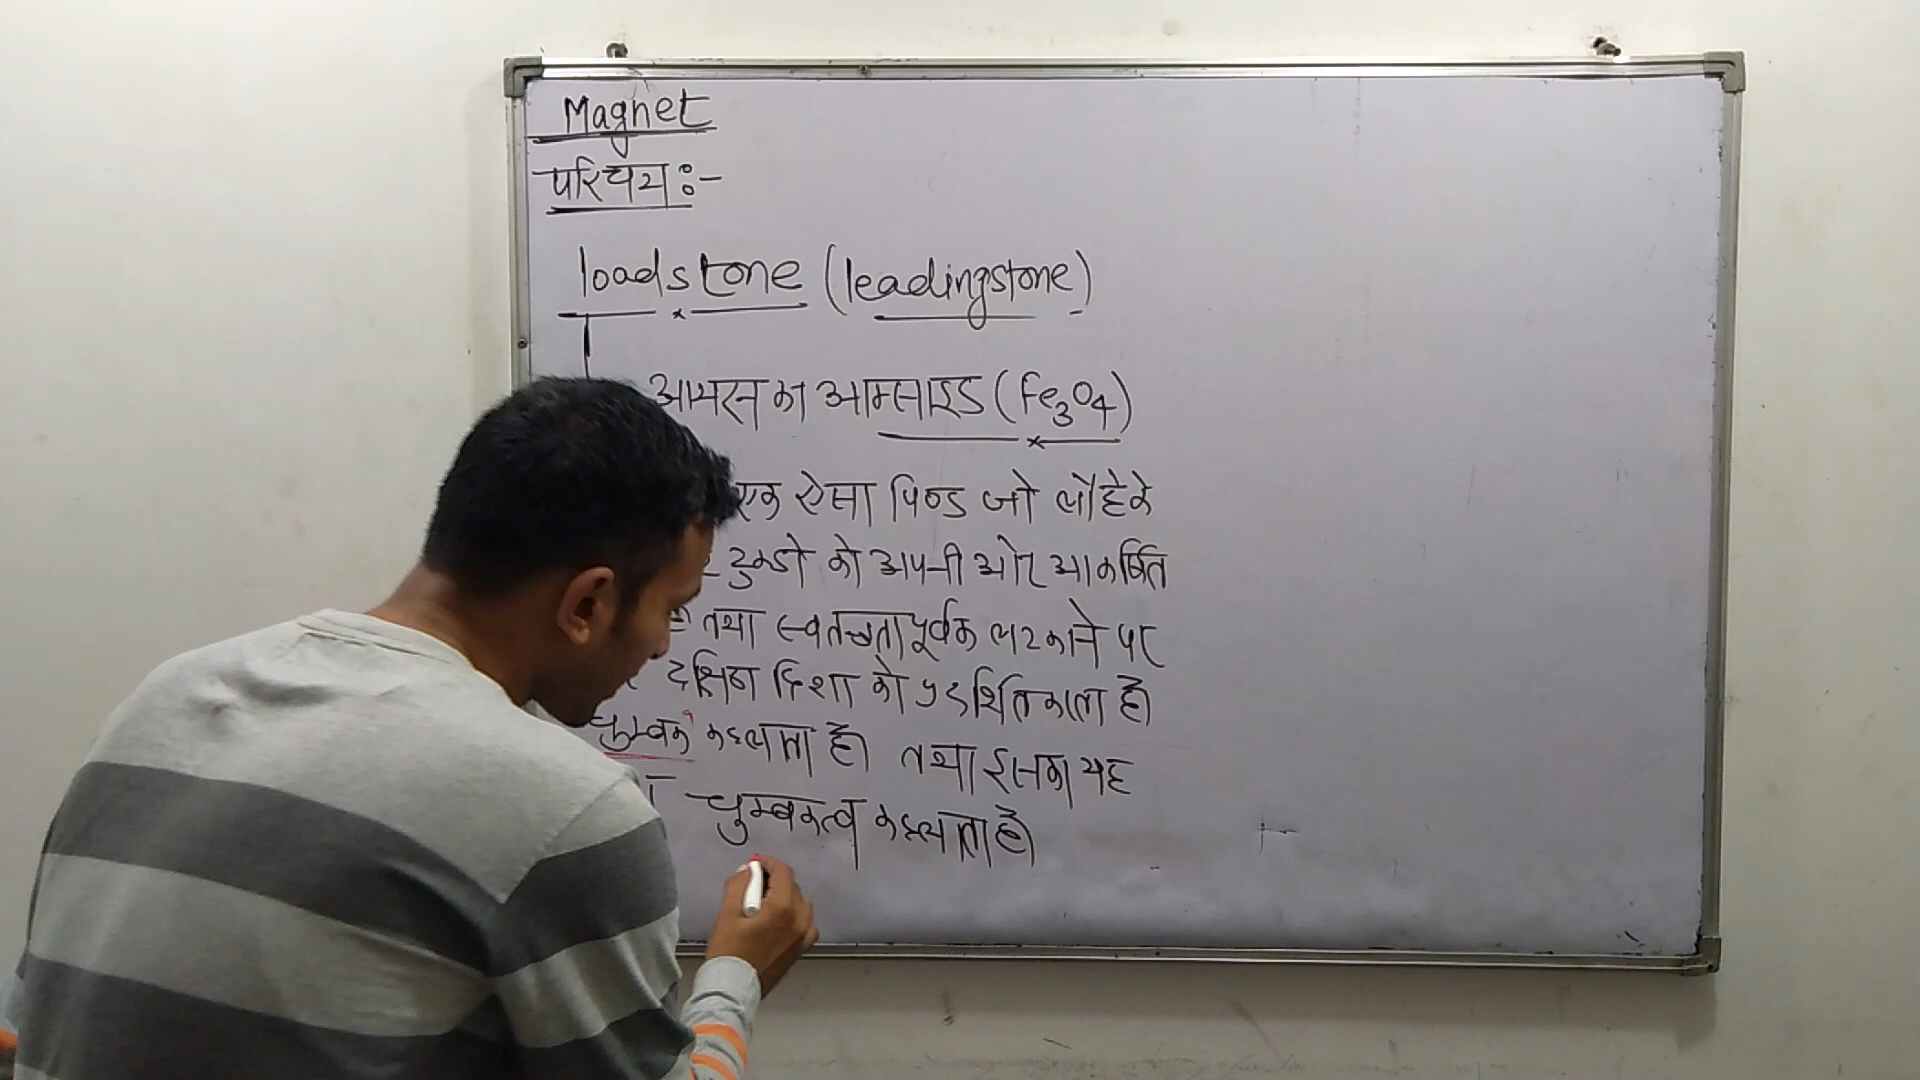 Magnet
परिचय :-
loadstone (leadingstone)
आयरन का आक्साइड (Fe3O4)
एक ऐसा पिण्ड जो लौहे के
टुकडो को अपनी ओर आकर्षित
तथा स्वतन्त्रतापूर्वक लटकाने पर
दक्षिण दिशा को प्रदर्शित करता है।
चुम्बक कहलाता है। तथा इसका यह
चुम्बकत्व कहलाता है।